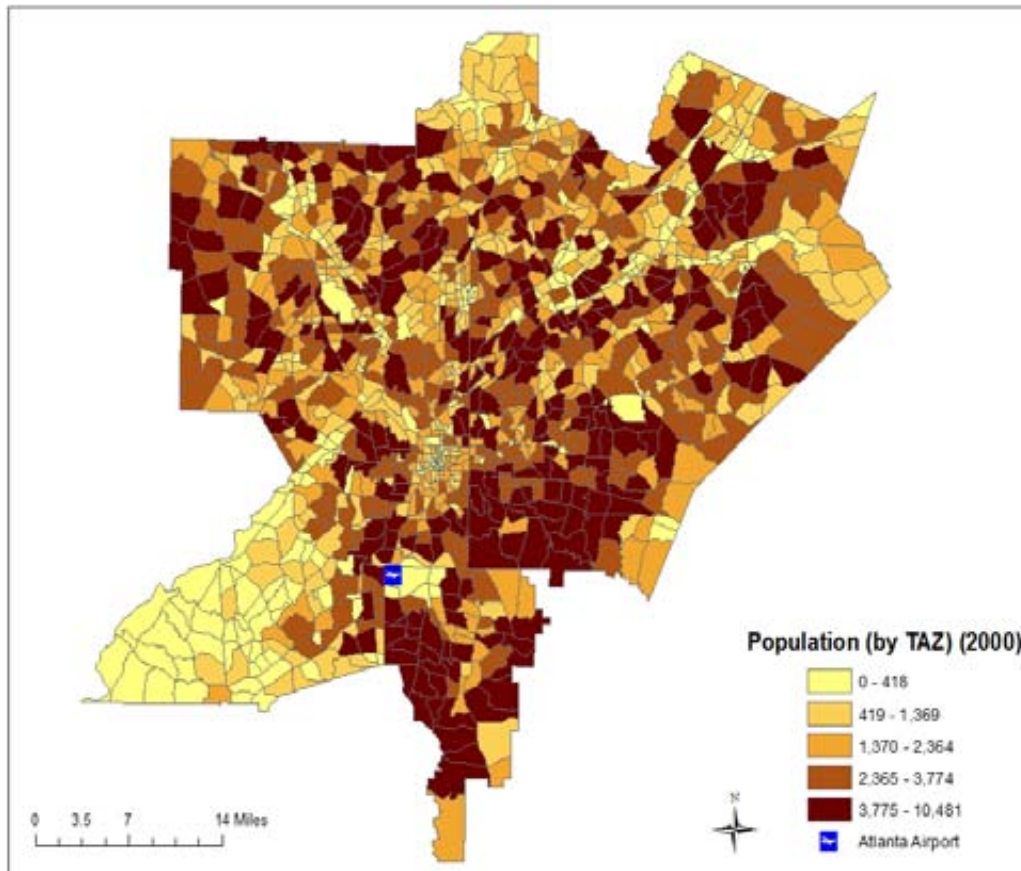 Population (by TAZ) (2000)
0 - 418
419 - 1,369
1,370 - 2,364
2,365 - 3,774
3,775 - 10,481
Atlanta Airport
0 3.5 7 14 Miles
N